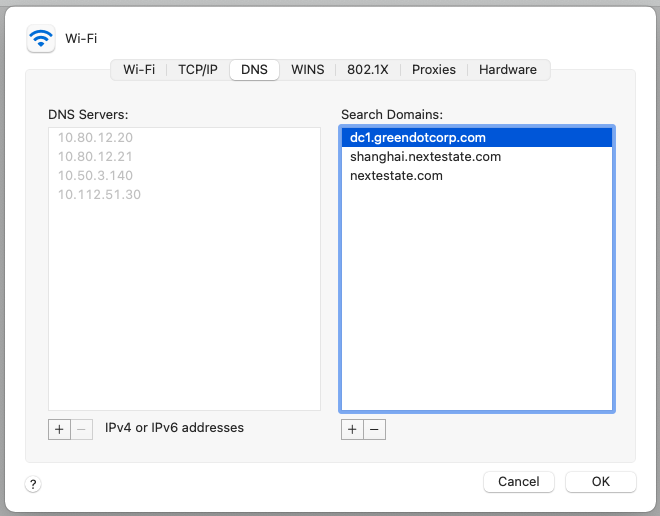 Wi-Fi
Wi-Fi TCP/IP DNS WINS 802.1X Proxies Hardware
DNS Servers:
10.80.12.20
10.80.12.21
10.50.3.140
10.112.51.30
Search Domains:
dc1.greendotcorp.com
shanghai.nextestate.com
nextestate.com
+ − IPv4 or IPv6 addresses
+ −
? Cancel OK